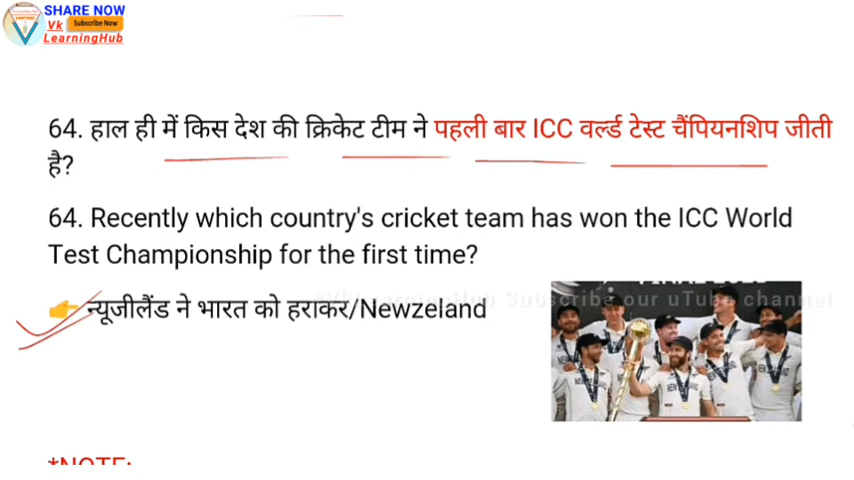 SHARE NOW
Vk Subscribe Now
LearningHub
64. हाल ही में किस देश की क्रिकेट टीम ने पहली बार ICC वर्ल्ड टेस्ट चैंपियनशिप जीती
है?
64. Recently which country's cricket team has won the ICC World
Test Championship for the first time?
👉 न्यूजीलैंड ने भारत को हराकर/Newzeland
#VkLearningHub Subscribe our uTube channel
*NOTE: